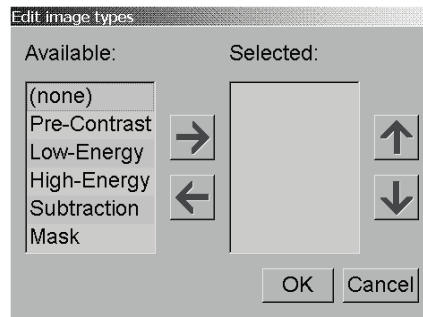 Edit image types
Available:
Selected:
(none)
Pre-Contrast
Low-Energy
High-Energy
Subtraction
Mask
OK
Cancel